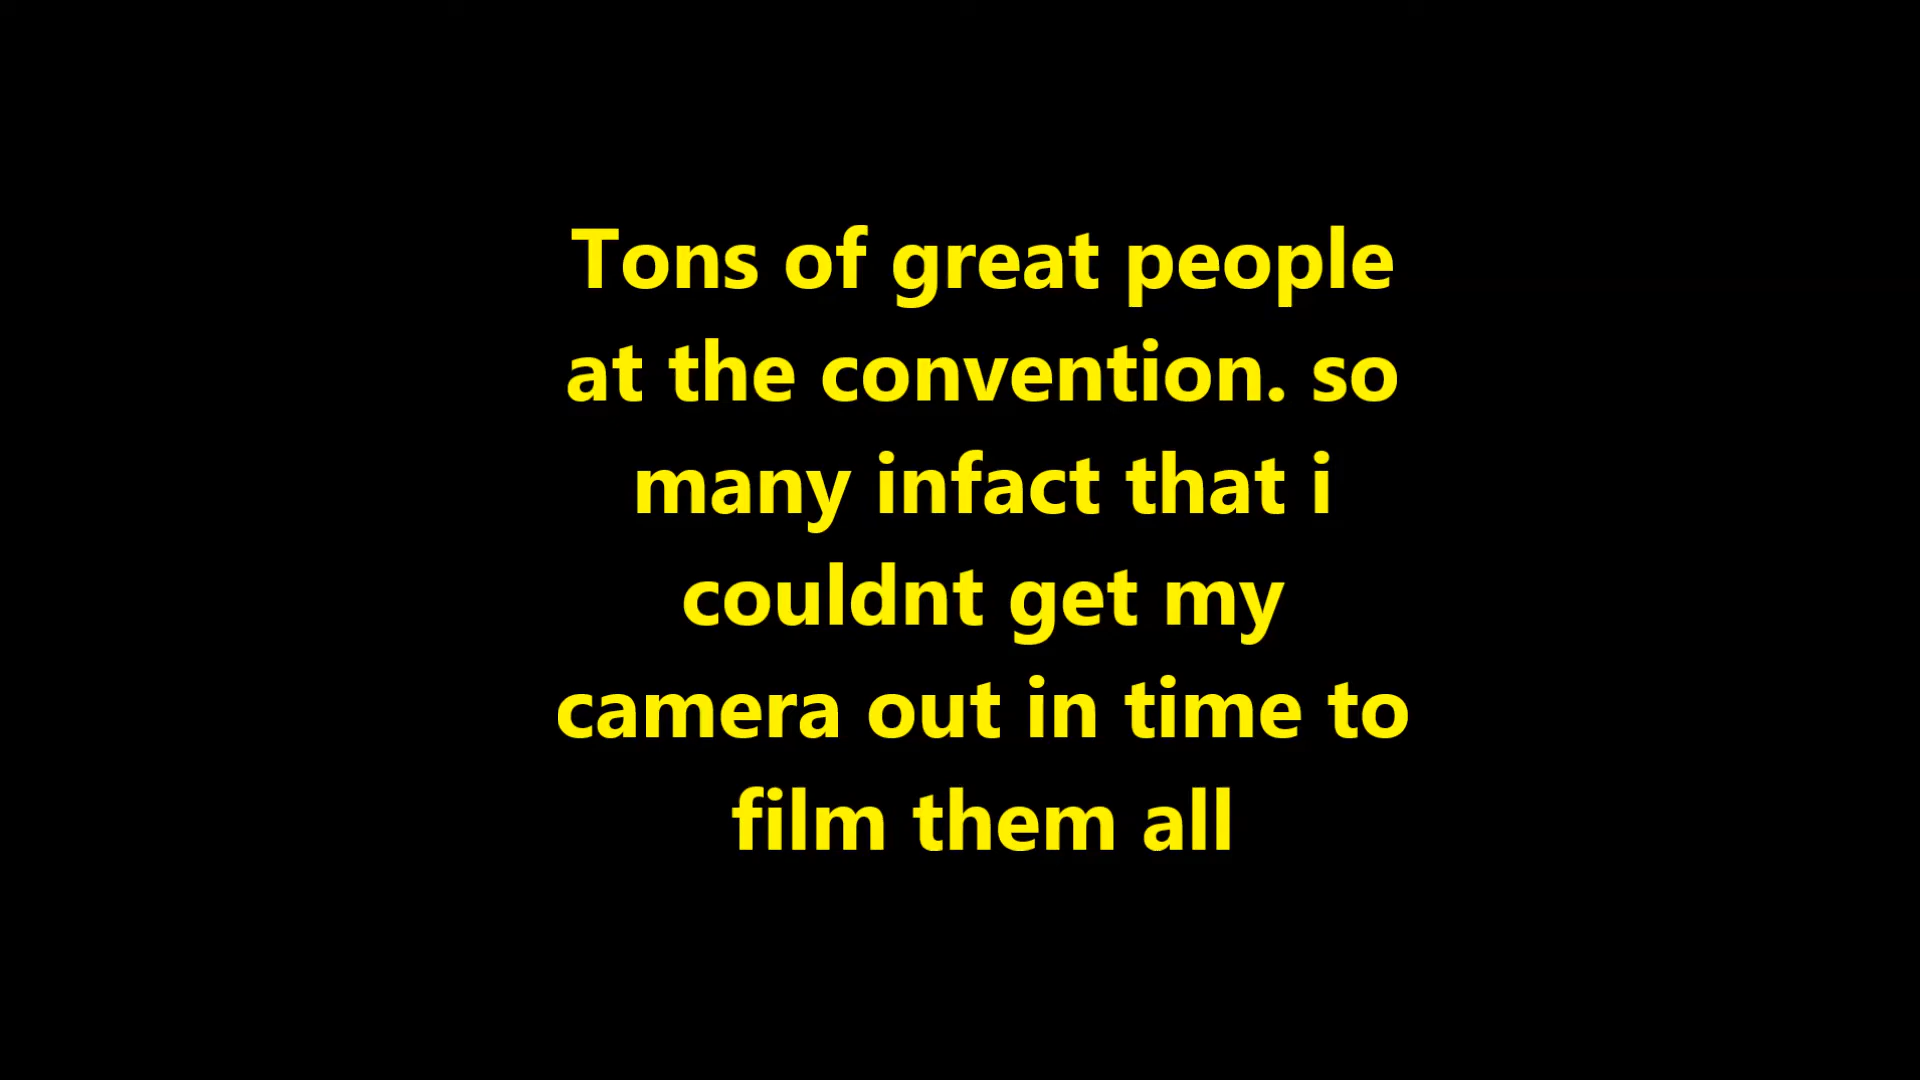 Tons of great people
at the convention. so
many infact that i
couldnt get my
camera out in time to
film them all